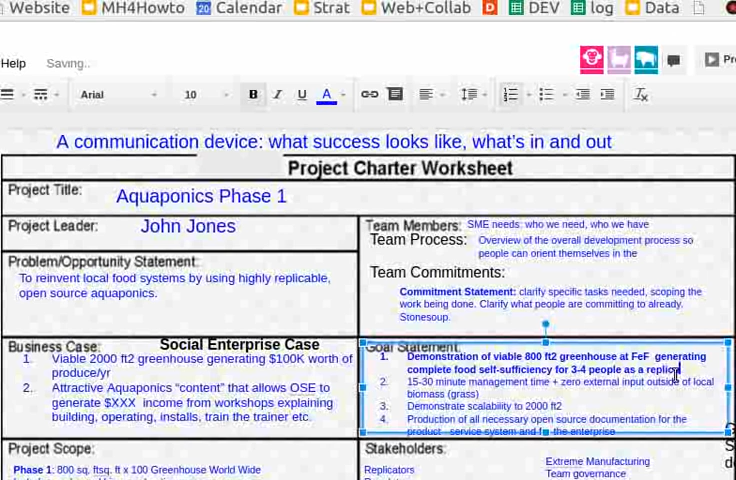 Website MH4Howto 20 Calendar Strat Web+Collab D DEV log Data
Help Saving..
Arial 10 B I U A
A communication device: what success looks like, what's in and out
Project Charter Worksheet
Project Title: Aquaponics Phase 1
Project Leader: John Jones
Team Members: SME needs: who we need, who we have
Team Process: Overview of the overall development process so
people can orient themselves in the
Team Commitments:
Commitment Statement: clarify specific tasks needed, scoping the
work being done. Clarify what people are committing to already.
Stonesoup.
Problem/Opportunity Statement:
To reinvent local food systems by using highly replicable,
open source aquaponics.
Business Case: Social Enterprise Case
1. Viable 2000 ft2 greenhouse generating $100K worth of
produce/yr
2. Attractive Aquaponics “content” that allows OSE to
generate $XXX income from workshops explaining
building, operating, installs, train the trainer etc.
Goal Statement:
1. Demonstration of viable 800 ft2 greenhouse at FeF generating
complete food self-sufficiency for 3-4 people as a replica
2. 15-30 minute management time + zero external input outside of local
biomass (grass)
3. Demonstrate scalability to 2000 ft2
4. Production of all necessary open source documentation for the
product - service system and for the enterprise
Project Scope:
Phase 1: 800 sq. ftsq. ft x 100 Greenhouse World Wide
Stakeholders:
Replicators
Extreme Manufacturing
Team governance